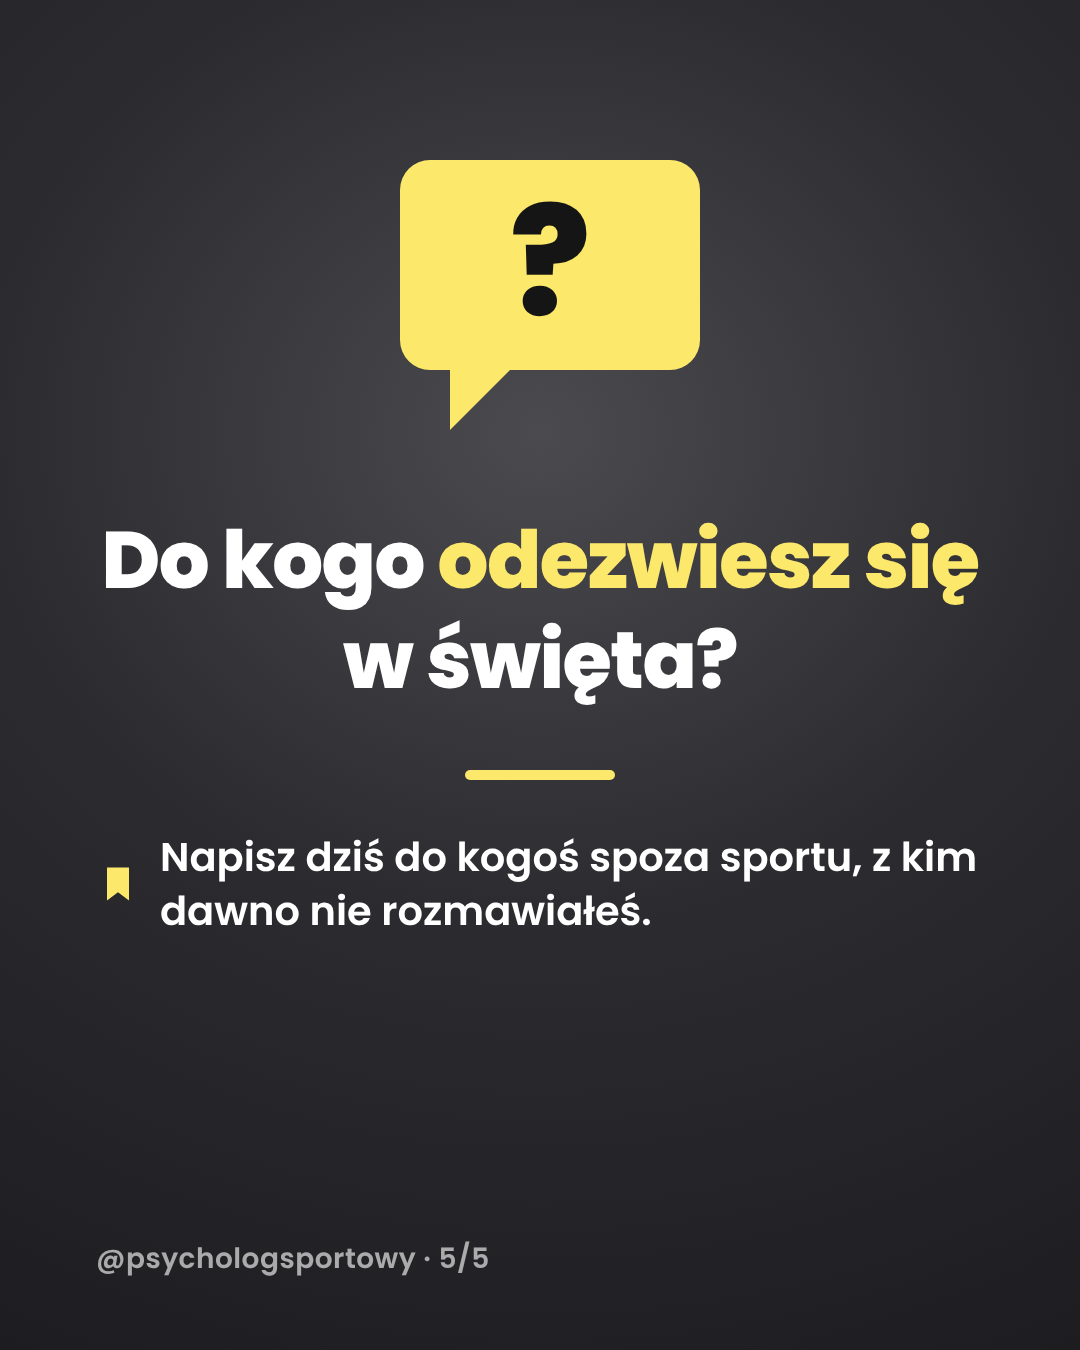 ?
Do kogo odezwiesz się
w święta?
Napisz dziś do kogoś spoza sportu, z kim
dawno nie rozmawiałeś.
@psychologsportowy · 5/5